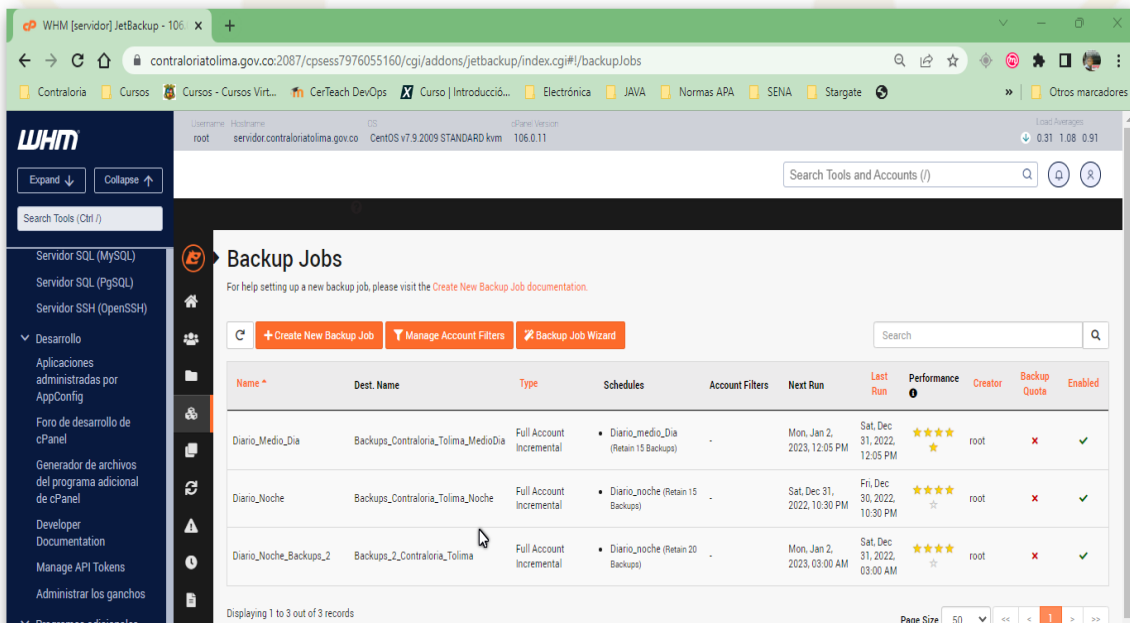 WHM [servidor] JetBackup - 106.
contraloriatolima.gov.co:2087/cpsess7976055160/cgi/addons/jetbackup/index.cgi#!/backupJobs
Contraloria Cursos Cursos - Cursos Virt... CerTeach DevOps Curso | Introducció... Electrónica JAVA Normas APA SENA Stargate » Otros marcadores
Username Hostname OS cPanel Version Load Averages
root servidor.contraloriatolima.gov.co CentOS v7.9.2009 STANDARD kvm 106.0.11 0.31 1.08 0.91
WHM
Expand Collapse
Search Tools and Accounts (/)
Search Tools (Ctrl /)
Servidor SQL (MySQL)
Servidor SQL (PgSQL)
Servidor SSH (OpenSSH)
Desarrollo
Aplicaciones
administradas por
AppConfig
Foro de desarrollo de
cPanel
Generador de archivos
del programa adicional
de cPanel
Developer
Documentation
Manage API Tokens
Administrar los ganchos
Programas adicionales
Backup Jobs
For help setting up a new backup job, please visit the Create New Backup Job documentation.
+ Create New Backup Job Manage Account Filters Backup Job Wizard Search
Name Dest. Name Type Schedules Account Filters Next Run Last Run Performance Creator Backup Quota Enabled
Diario_Medio_Dia Backups_Contraloria_Tolima_MedioDia Full Account Incremental • Diario_medio_Dia (Retain 15 Backups) - Mon, Jan 2, 2023, 12:05 PM Sat, Dec 31, 2022, 12:05 PM root
Diario_Noche Backups_Contraloria_Tolima_Noche Full Account Incremental • Diario_noche (Retain 15 Backups) - Sat, Dec 31, 2022, 10:30 PM Fri, Dec 30, 2022, 10:30 PM root
Diario_Noche_Backups_2 Backups_2_Contraloria_Tolima Full Account Incremental • Diario_noche (Retain 20 Backups) - Mon, Jan 2, 2023, 03:00 AM Sat, Dec 31, 2022, 03:00 AM root
Displaying 1 to 3 out of 3 records
Page Size 50 << < 1 > >>